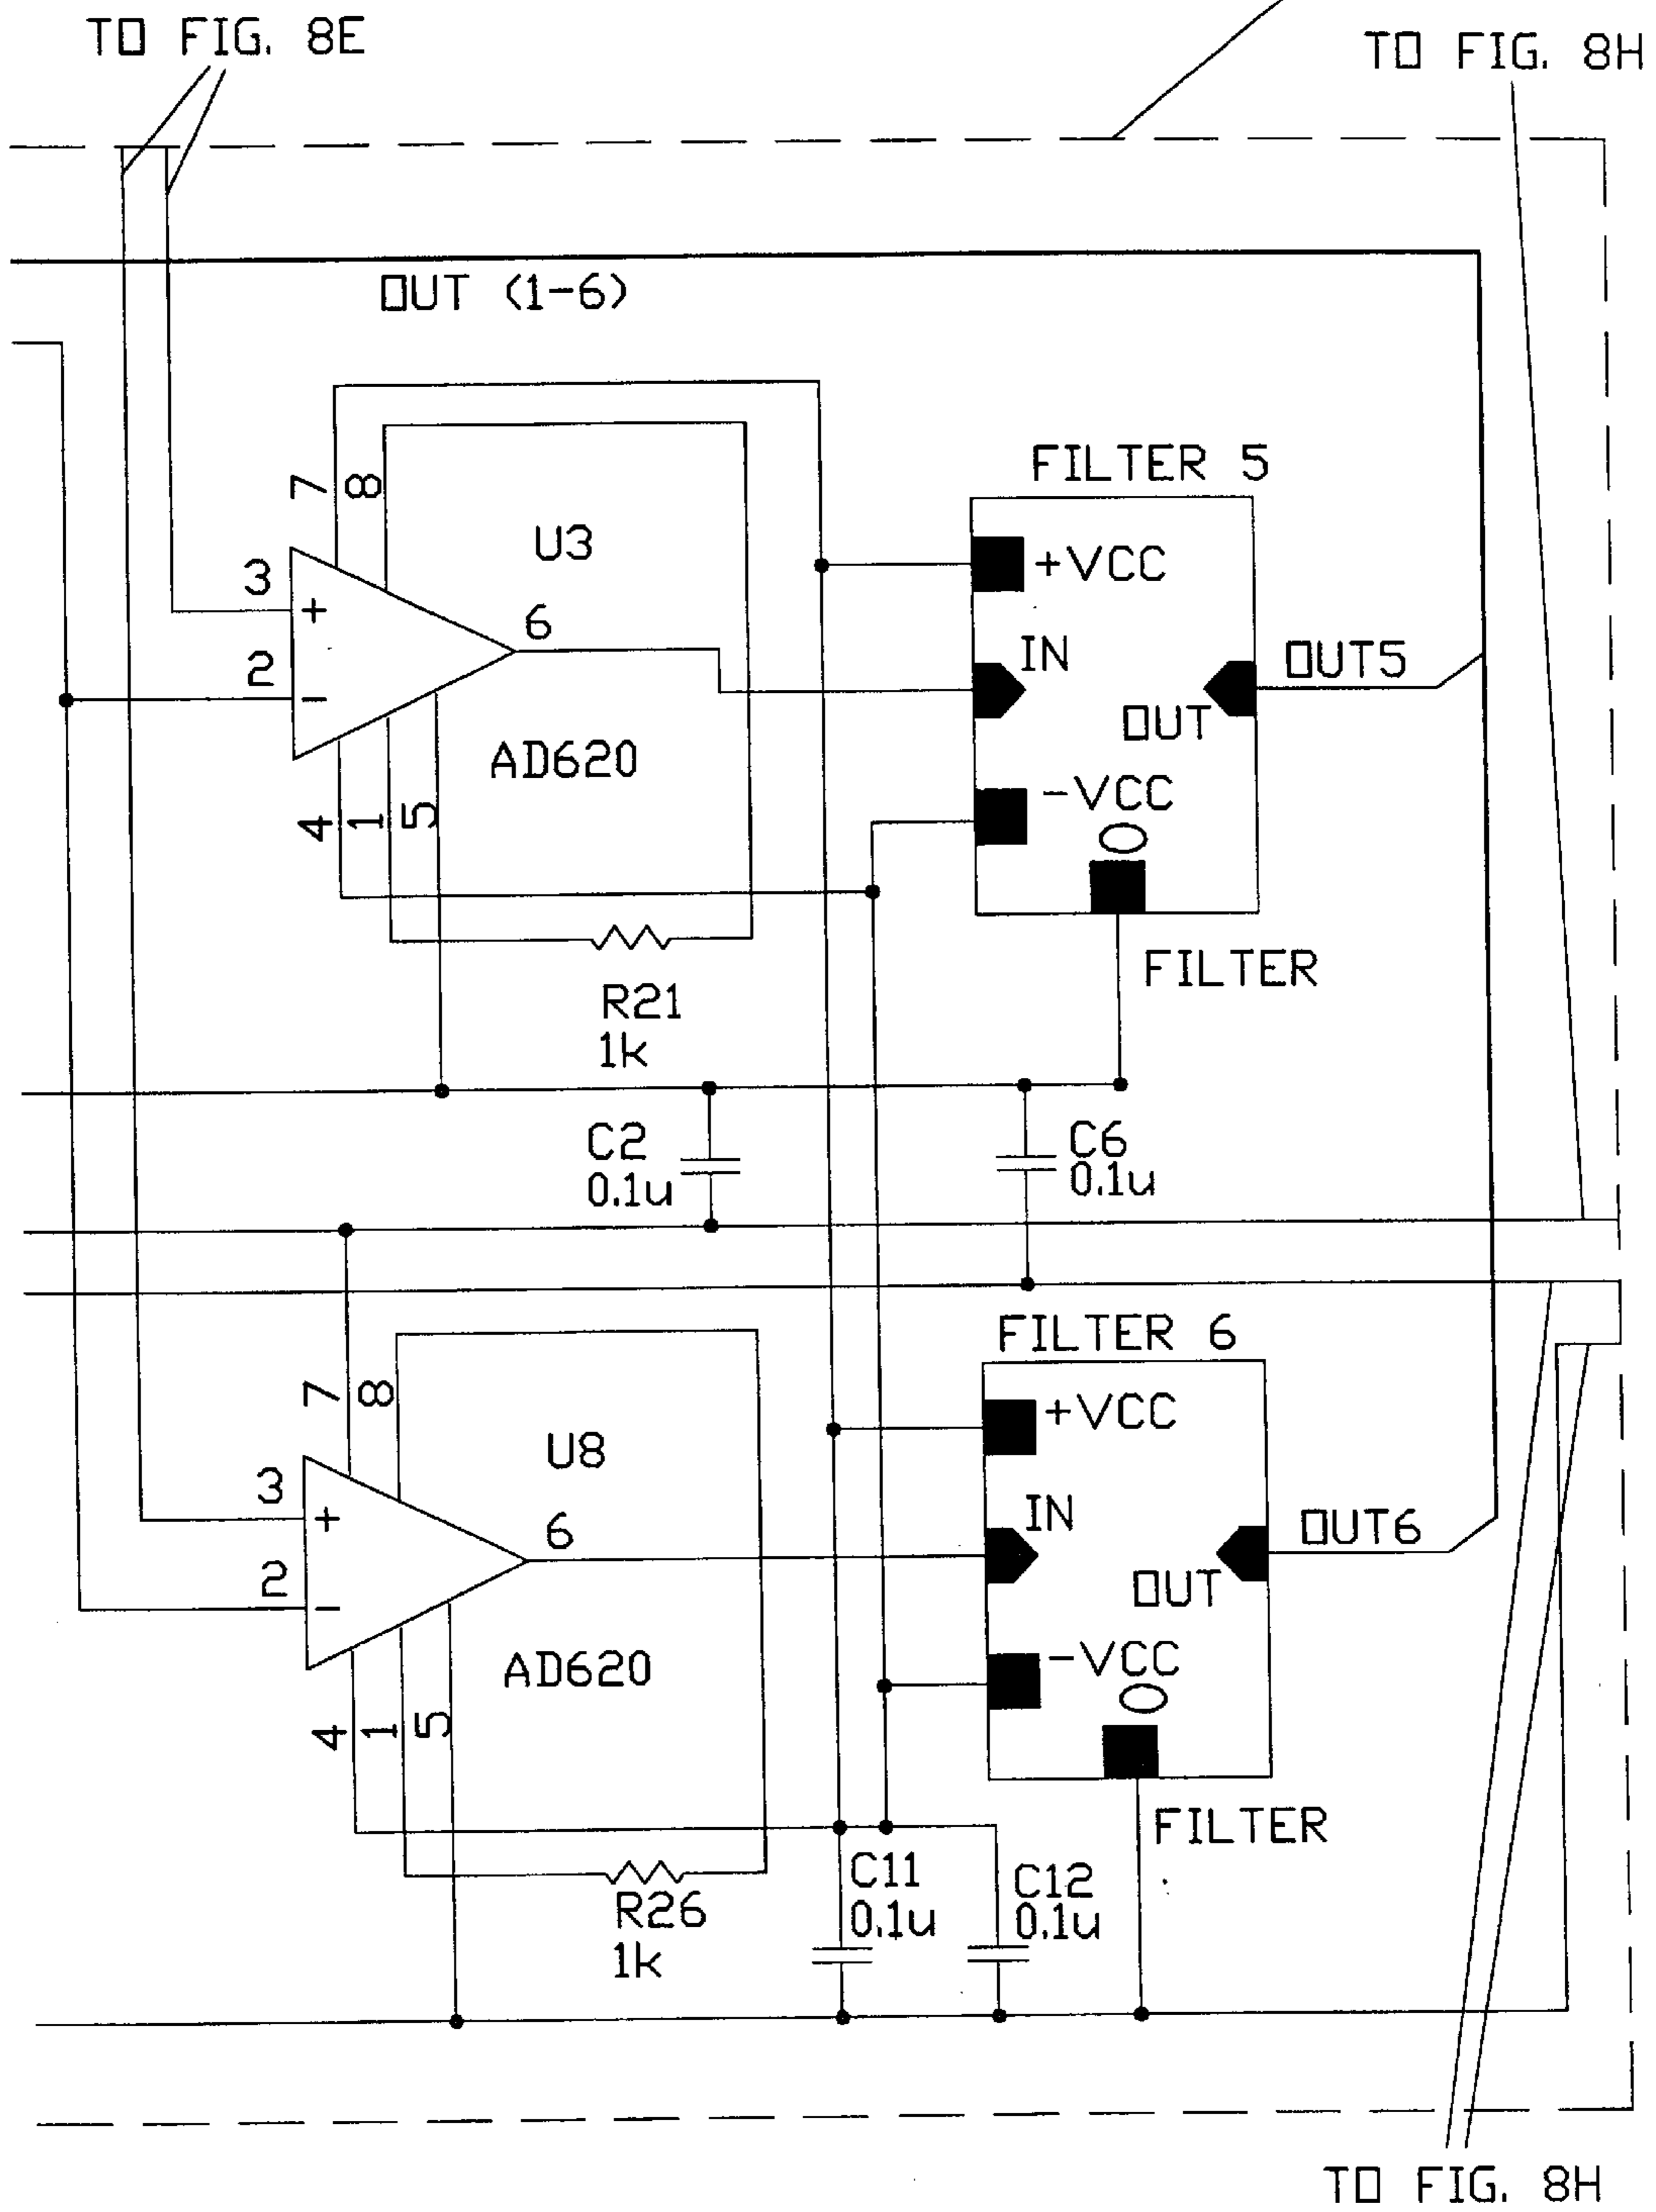 TO FIG. 8E
TO FIG. 8H
OUT (1-6)
FILTER 5
7
8
U3
+VCC
3
+
6
IN
OUT5
2
-
OUT
AD620
-VCC
4
1
5
0
FILTER
R21
1k
C2
0.1u
C6
0.1u
FILTER 6
7
8
+VCC
U8
3
+
6
IN
OUT6
2
-
OUT
AD620
-VCC
4
1
5
0
FILTER
C11
0.1u
C12
0.1u
R26
1k
TO FIG. 8H